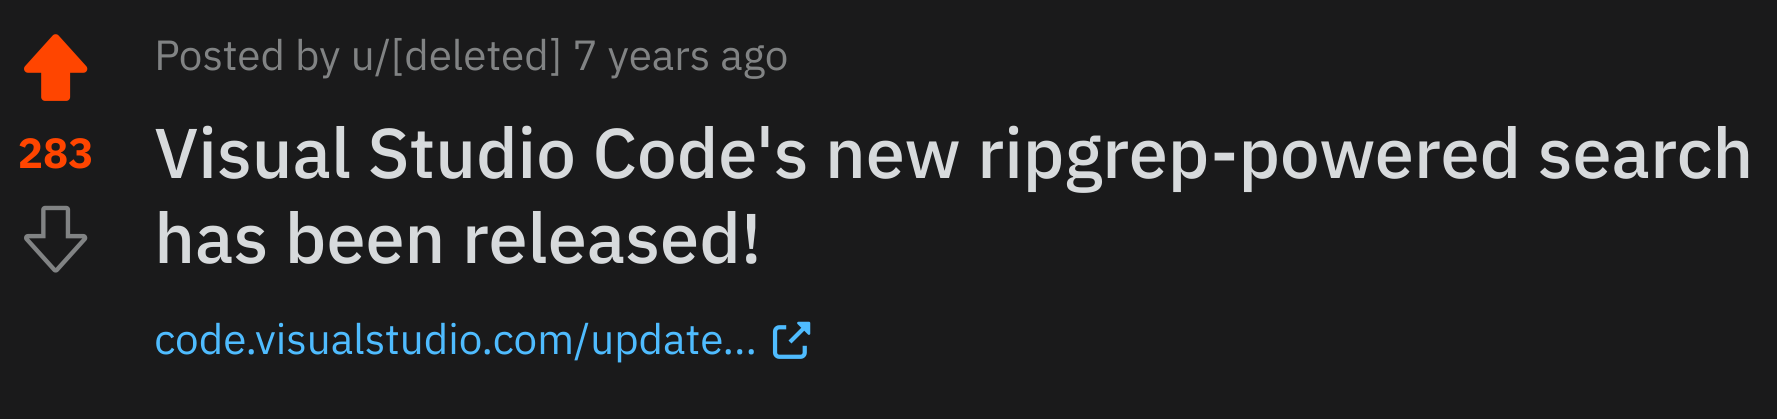 Posted by u/[deleted] 7 years ago
283
Visual Studio Code's new ripgrep-powered search
has been released!
code.visualstudio.com/update...